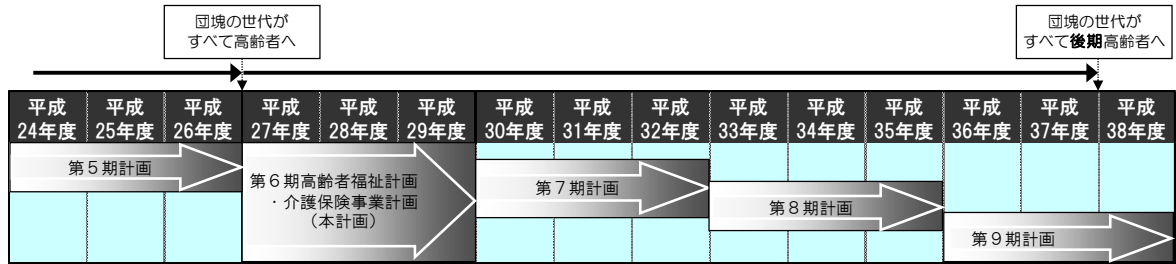 団塊の世代が
すべて高齢者へ
団塊の世代が
すべて後期高齢者へ
平成
24年度
平成
25年度
平成
26年度
平成
27年度
平成
28年度
平成
29年度
平成
30年度
平成
31年度
平成
32年度
平成
33年度
平成
34年度
平成
35年度
平成
36年度
平成
37年度
平成
38年度
第5期計画
第6期高齢者福祉計画
・介護保険事業計画
(本計画)
第7期計画
第8期計画
第9期計画